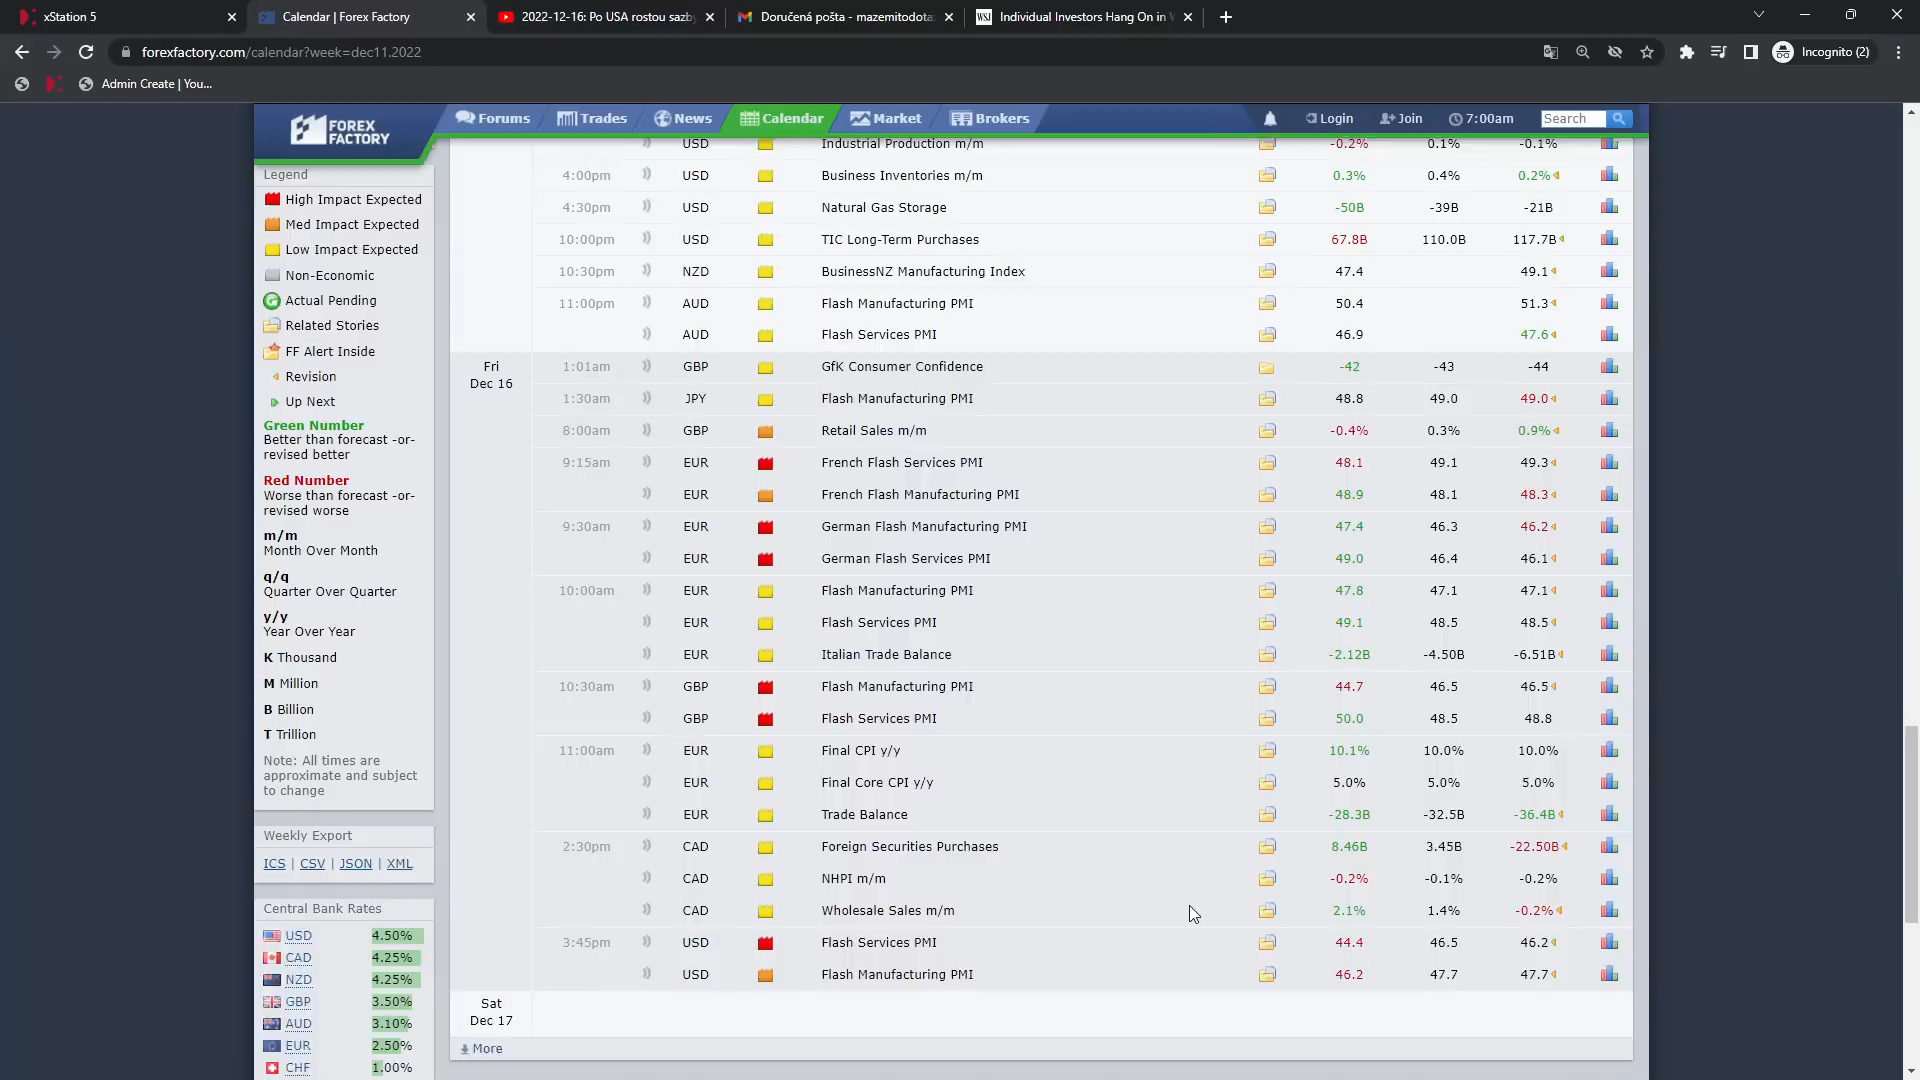 xStation 5
Calendar | Forex Factory
2022-12-16: Po USA rostou sazby
Doručená pošta - mazemitodota
WSJ
Individual Investors Hang On in
forexfactory.com/calendar?week=dec11.2022
Incognito (2)
Admin Create | You...
FOREX
FACTORY
Forums
Trades
News
Calendar
Market
Brokers
Login
Join
7:00am
Search
Legend
High Impact Expected
Med Impact Expected
Low Impact Expected
Non-Economic
Actual Pending
Related Stories
FF Alert Inside
Revision
Up Next
Green Number
Better than forecast -or-
revised better
Red Number
Worse than forecast -or-
revised worse
m/m
Month Over Month
q/q
Quarter Over Quarter
y/y
Year Over Year
K Thousand
M Million
B Billion
T Trillion
Note: All times are
approximate and subject
to change
Weekly Export
ICS | CSV | JSON | XML
Central Bank Rates
USD 4.50%
CAD 4.25%
NZD 4.25%
GBP 3.50%
AUD 3.10%
EUR 2.50%
CHF 1.00%
USD Industrial Production m/m -0.2% 0.1% -0.1%
4:00pm USD Business Inventories m/m 0.3% 0.4% 0.2%
4:30pm USD Natural Gas Storage -50B -39B -21B
10:00pm USD TIC Long-Term Purchases 67.8B 110.0B 117.7B
10:30pm NZD BusinessNZ Manufacturing Index 47.4 49.1
11:00pm AUD Flash Manufacturing PMI 50.4 51.3
AUD Flash Services PMI 46.9 47.6
Fri
Dec 16
1:01am GBP GfK Consumer Confidence -42 -43 -44
1:30am JPY Flash Manufacturing PMI 48.8 49.0 49.0
8:00am GBP Retail Sales m/m -0.4% 0.3% 0.9%
9:15am EUR French Flash Services PMI 48.1 49.1 49.3
EUR French Flash Manufacturing PMI 48.9 48.1 48.3
9:30am EUR German Flash Manufacturing PMI 47.4 46.3 46.2
EUR German Flash Services PMI 49.0 46.4 46.1
10:00am EUR Flash Manufacturing PMI 47.8 47.1 47.1
EUR Flash Services PMI 49.1 48.5 48.5
EUR Italian Trade Balance -2.12B -4.50B -6.51B
10:30am GBP Flash Manufacturing PMI 44.7 46.5 46.5
GBP Flash Services PMI 50.0 48.5 48.8
11:00am EUR Final CPI y/y 10.1% 10.0% 10.0%
EUR Final Core CPI y/y 5.0% 5.0% 5.0%
EUR Trade Balance -28.3B -32.5B -36.4B
2:30pm CAD Foreign Securities Purchases 8.46B 3.45B -22.50B
CAD NHPI m/m -0.2% -0.1% -0.2%
CAD Wholesale Sales m/m 2.1% 1.4% -0.2%
3:45pm USD Flash Services PMI 44.4 46.5 46.2
USD Flash Manufacturing PMI 46.2 47.7 47.7
Sat
Dec 17
More